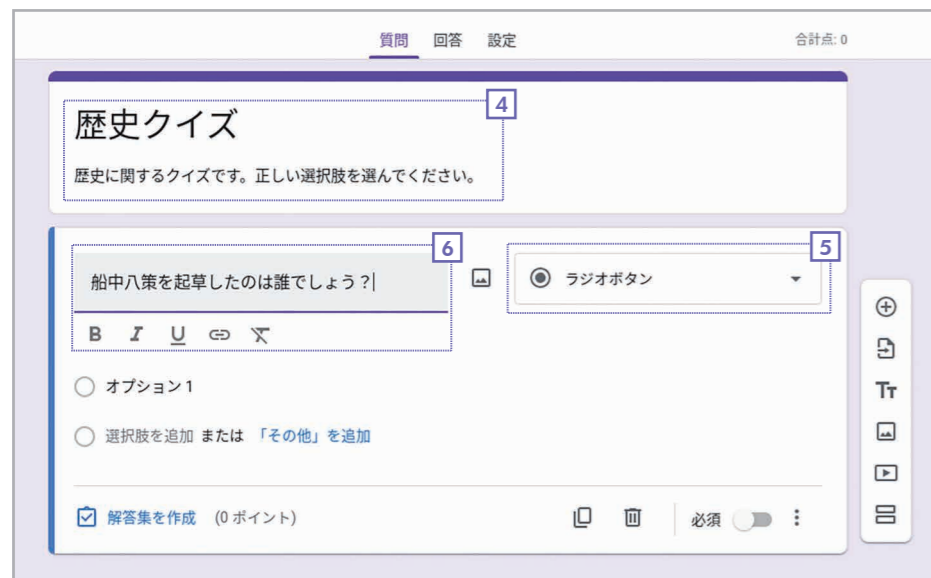 質問 回答 設定 合計点: 0
4
歴史クイズ
歴史に関するクイズです。正しい選択肢を選んでください。
6 5
船中八策を起草したのは誰でしょう？ ラジオボタン
B I U
オプション 1
選択肢を追加 または 「その他」を追加
Tт
解答集を作成 (0 ポイント) 必須